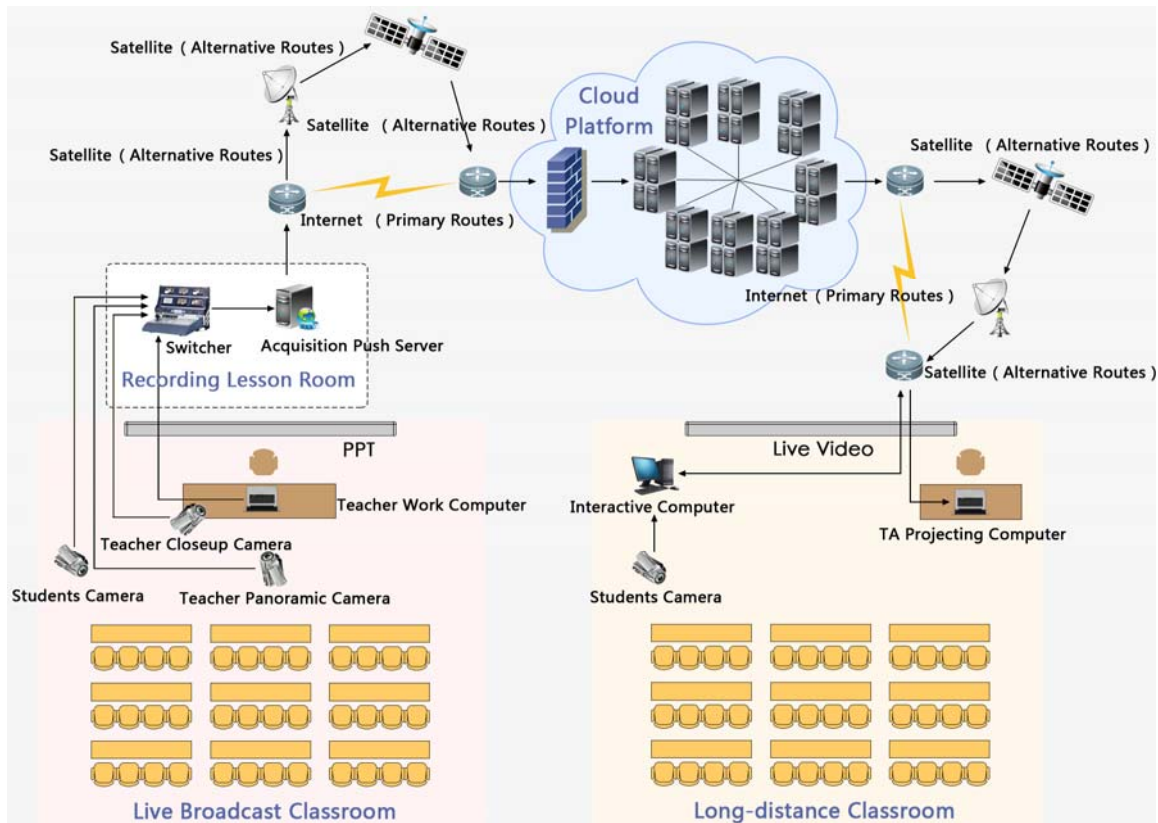 Satellite ( Alternative Routes )
Cloud
Platform
Satellite ( Alternative Routes )
Satellite ( Alternative Routes )
Satellite ( Alternative Routes )
Internet ( Primary Routes )
Internet ( Primary Routes )
Switcher
Acquisition Push Server
Recording Lesson Room
Satellite ( Alternative Routes )
PPT
Live Video
Teacher Work Computer
Interactive Computer
TA Projecting Computer
Teacher Closeup Camera
Students Camera
Teacher Panoramic Camera
Students Camera
Live Broadcast Classroom
Long-distance Classroom